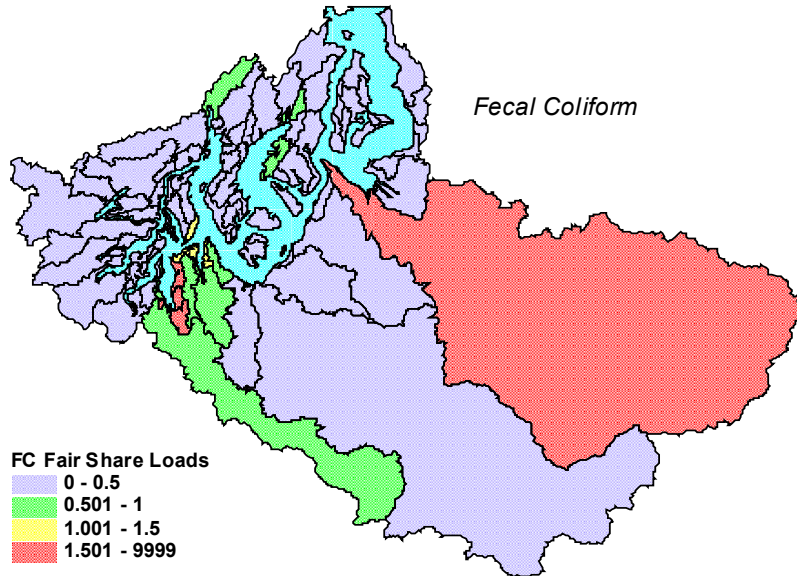 Fecal Coliform
FC Fair Share Loads
0 - 0.5
0.501 - 1
1.001 - 1.5
1.501 - 9999